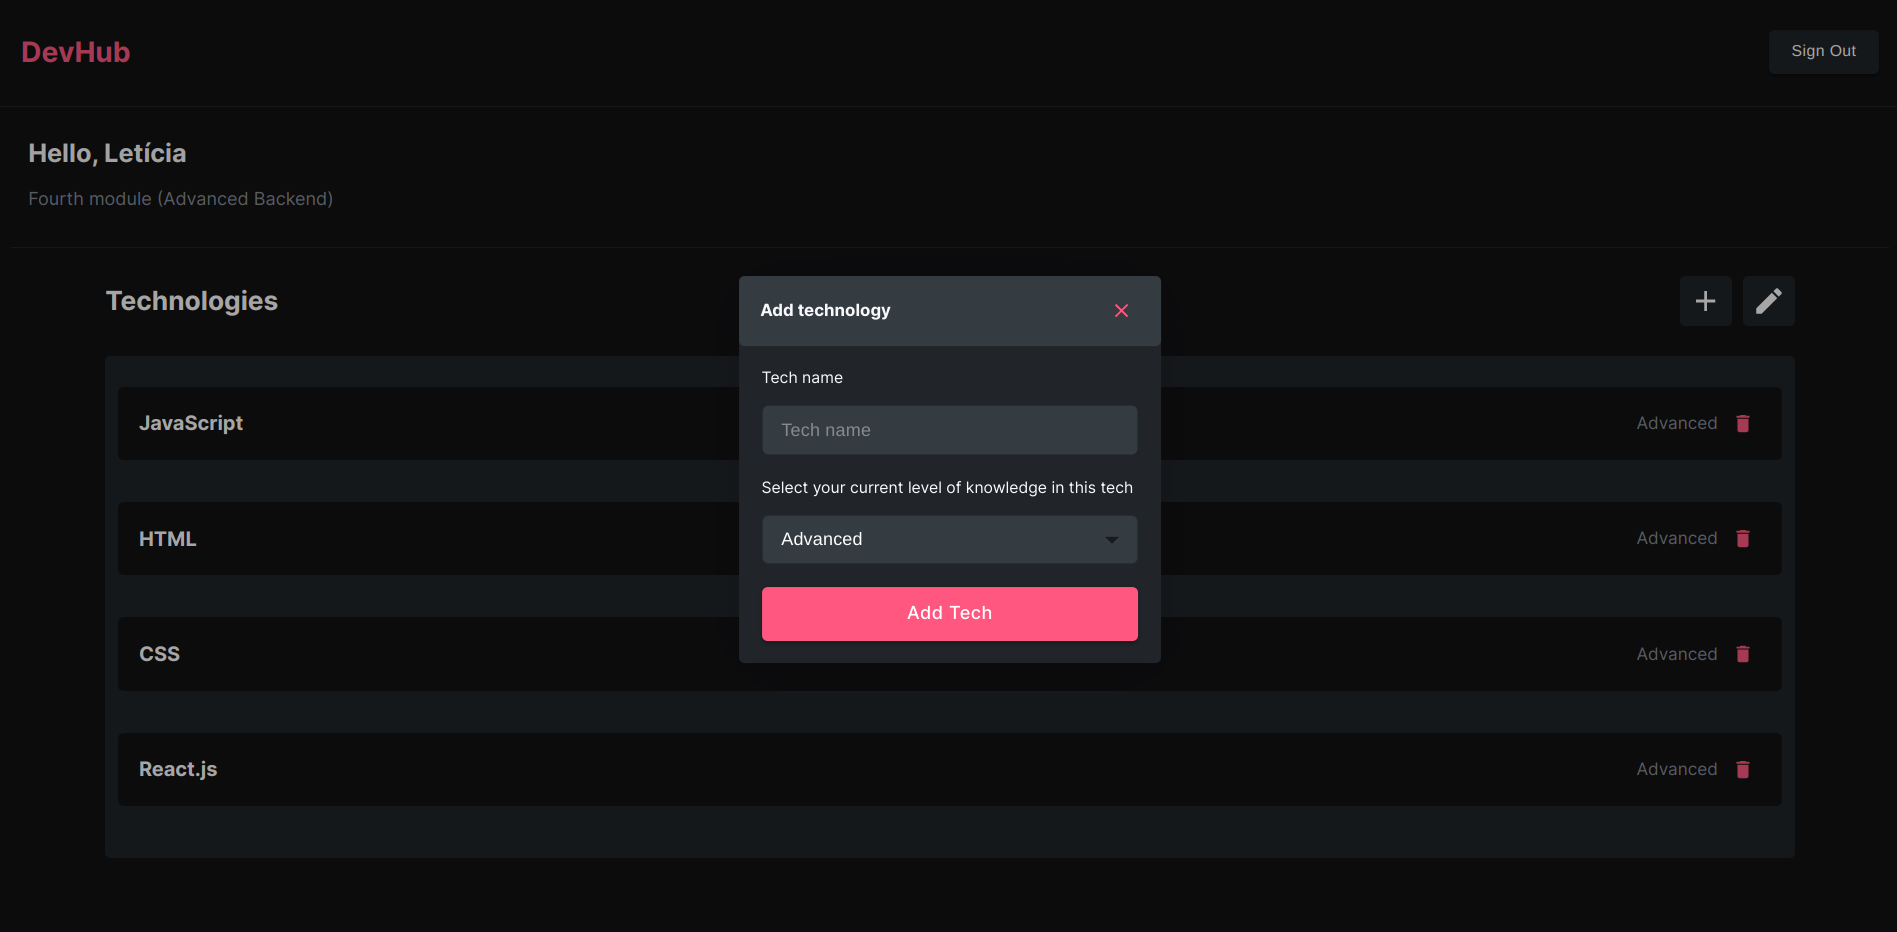 DevHub
Sign Out
Hello, Letícia
Fourth module (Advanced Backend)
Technologies
Add technology
Tech name
Tech name
Select your current level of knowledge in this tech
Advanced
Add Tech
JavaScript
Advanced
HTML
Advanced
CSS
Advanced
React.js
Advanced